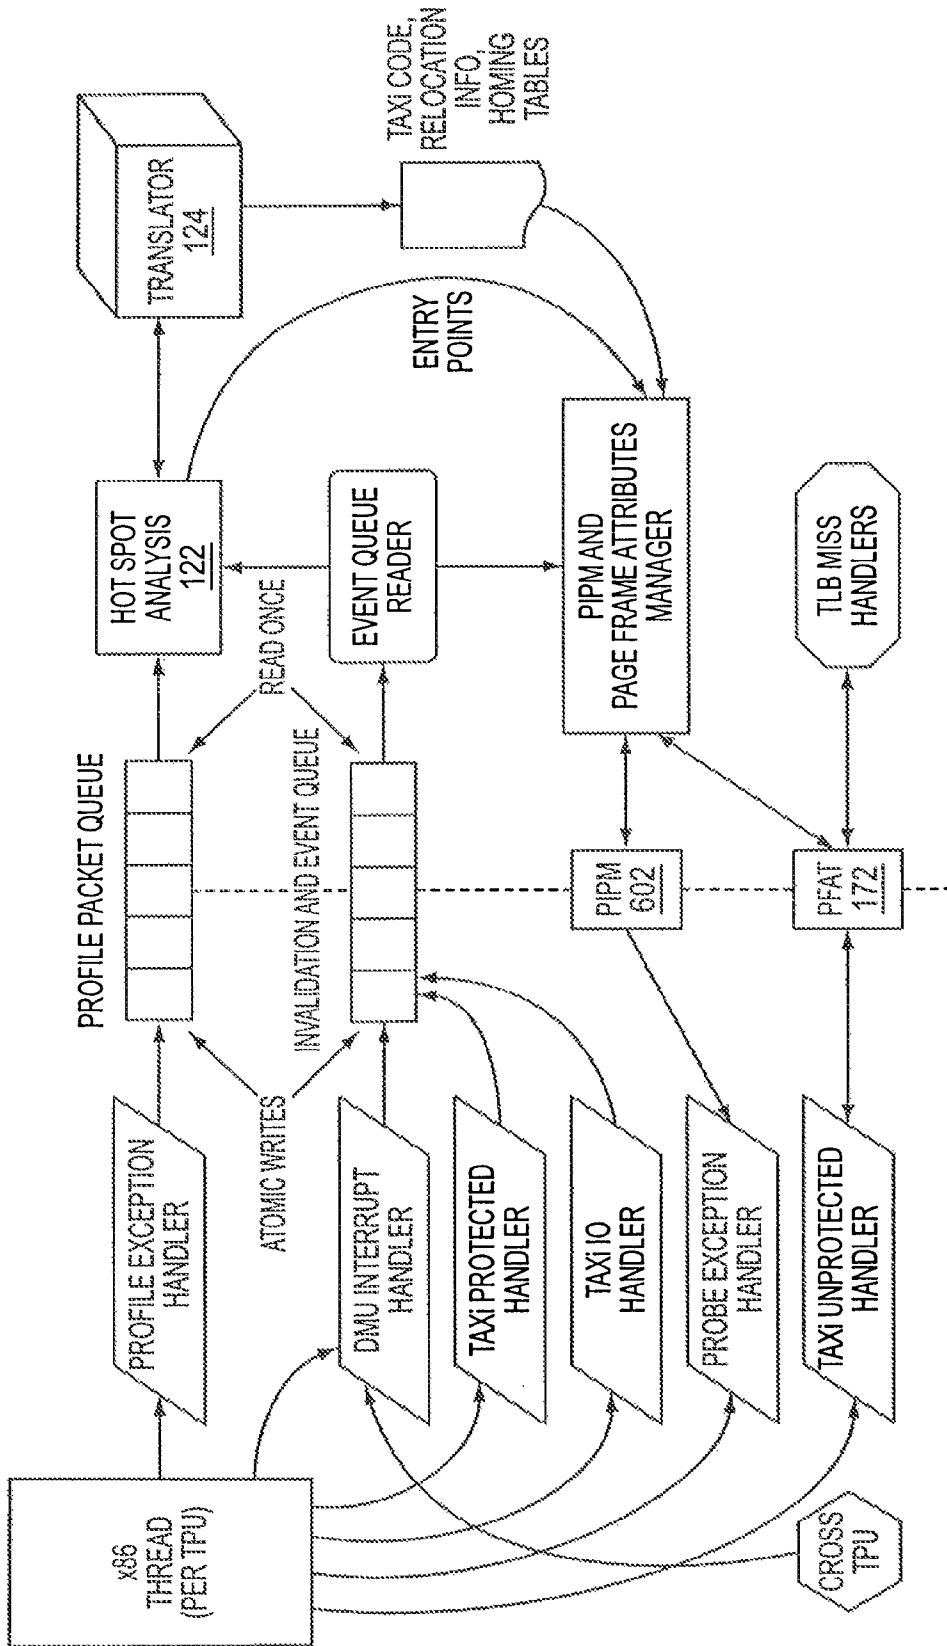 x86
THREAD
(PER TPU)
CROSS
TPU
PROFILE EXCEPTION
HANDLER
DMU INTERRUPT
HANDLER
TAXi PROTECTED
HANDLER
TAXi IO
HANDLER
PROBE EXCEPTION
HANDLER
TAXi UNPROTECTED
HANDLER
ATOMIC WRITES
PROFILE PACKET QUEUE
INVALIDATION AND EVENT QUEUE
READ ONCE
PIPM
602
PFAT
172
HOT SPOT
ANALYSIS
122
EVENT QUEUE
READER
PIPM AND
PAGE FRAME ATTRIBUTES
MANAGER
TLB MISS
HANDLERS
ENTRY
POINTS
TRANSLATOR
124
TAXi CODE,
RELOCATION
INFO,
HOMING
TABLES